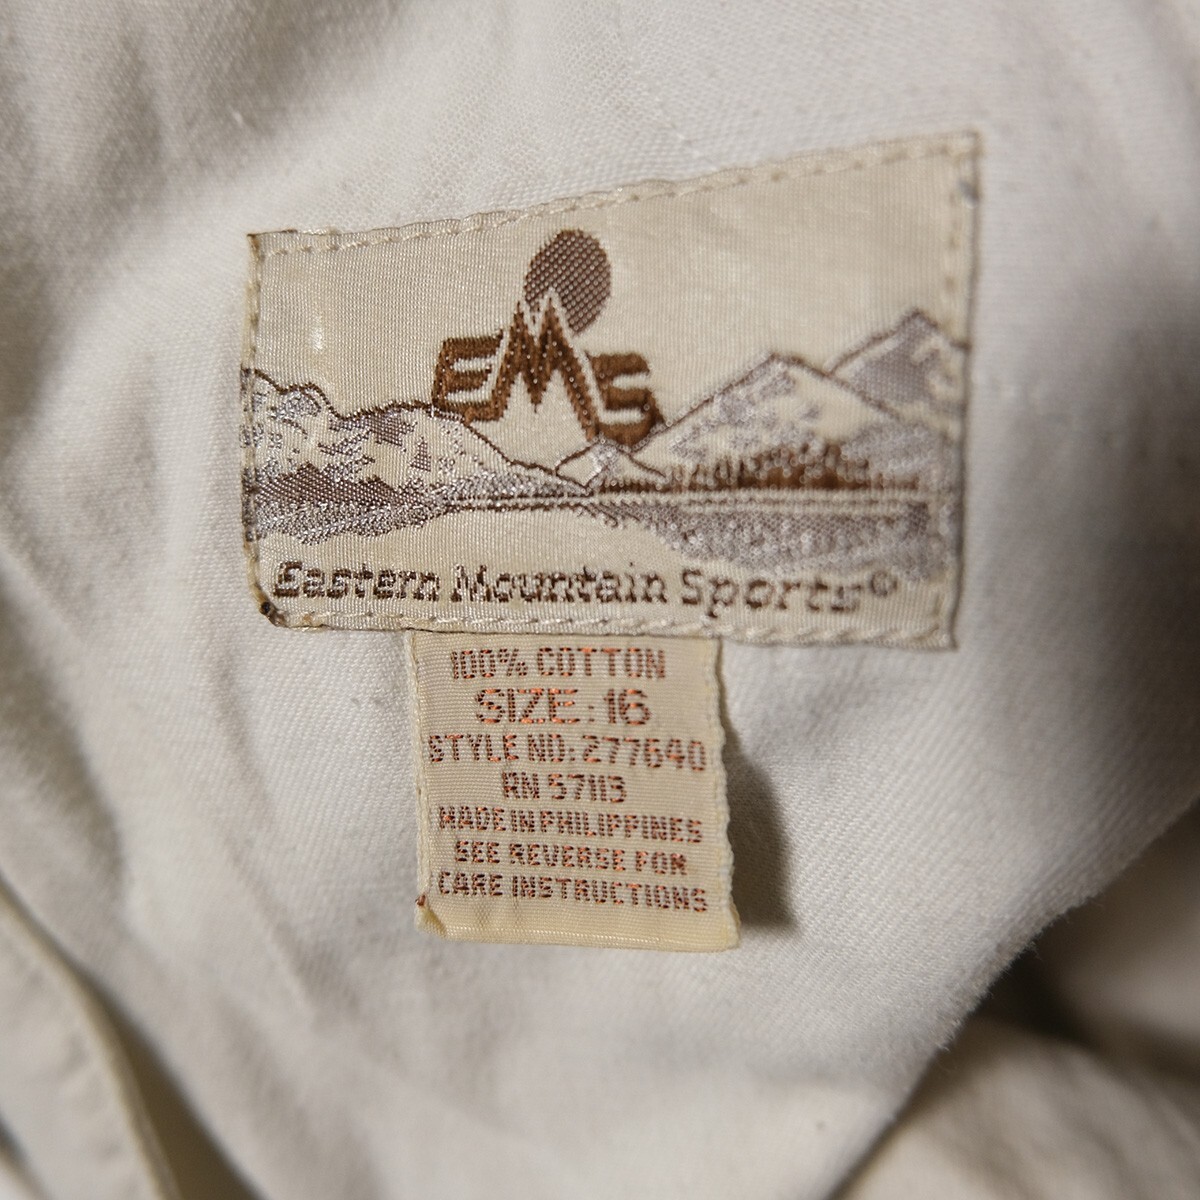 EMS
Eastern Mountain Sports©
100% COTTON
SIZE: 16
STYLE NO: 277640
RN 57113
MADE IN PHILIPPINES
SEE REVERSE FOR
CARE INSTRUCTIONS